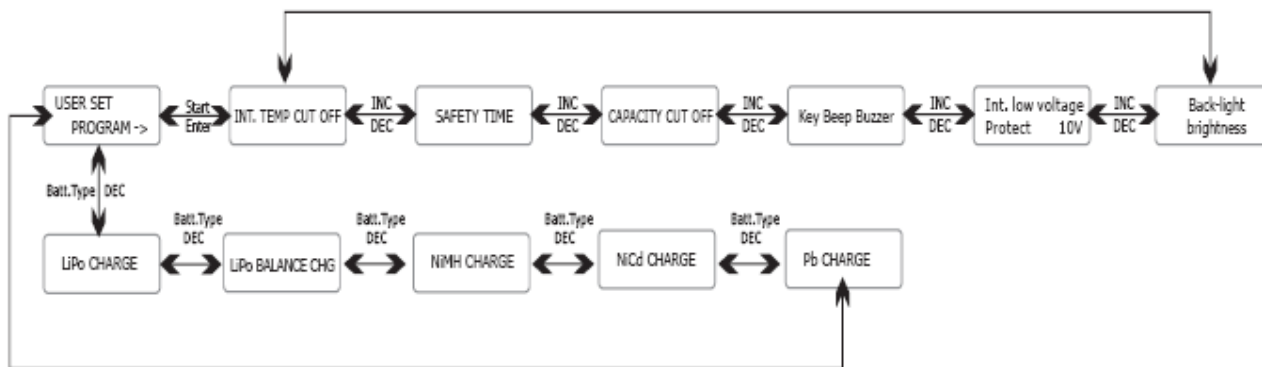 USER SET
PROGRAM ->
Start
Enter
INT. TEMP CUT OFF
INC
DEC
SAFETY TIME
INC
DEC
CAPACITY CUT OFF
INC
DEC
Key Beep Buzzer
INC
DEC
Int. low voltage
Protect 10V
INC
DEC
Back-light
brightness
Batt.Type DEC
LiPo CHARGE
Batt.Type
DEC
LiPo BALANCE CHG
Batt.Type
DEC
NiMH CHARGE
Batt.Type
DEC
NiCd CHARGE
Batt.Type
DEC
Pb CHARGE